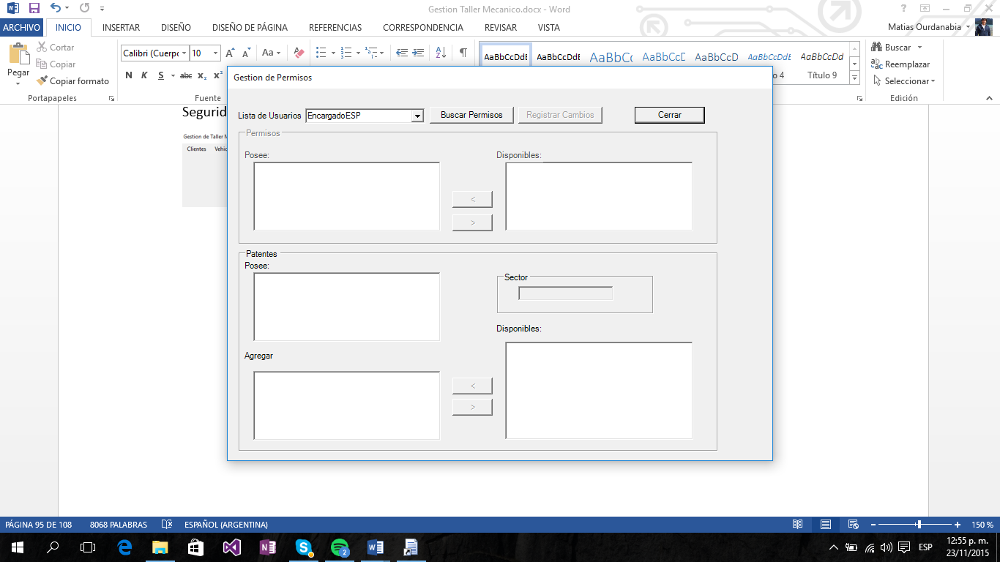 Gestion Taller Mecanico.docx - Word
ARCHIVO INICIO INSERTAR DISEÑO DISEÑO DE PÁGINA REFERENCIAS CORRESPONDENCIA REVISAR VISTA
Matias Ourdanabia
Pegar
Cortar
Copiar
Copiar formato
Portapapeles
Calibri (Cuerpo 10
N K S abc x₂ x²
Fuente
AaBbCcDdE AaBbCcDdE AaBbCc AaBbCcD AaBbCcD AaBbCcDdE AaBbCcDd
o 4 Título 9
Buscar
Reemplazar
Seleccionar
Edición
Segurid
Gestion de Taller M
Clientes Vehic
Gestion de Permisos
Lista de Usuarios EncargadoESP Buscar Permisos Registrar Cambios Cerrar
Permisos
Posee: Disponibles:
<
>
Patentes
Posee:
Sector
Disponibles:
Agregar
<
>
PÁGINA 95 DE 108 8068 PALABRAS ESPAÑOL (ARGENTINA) 150 %
2
ESP
12:55 p. m.
23/11/2015